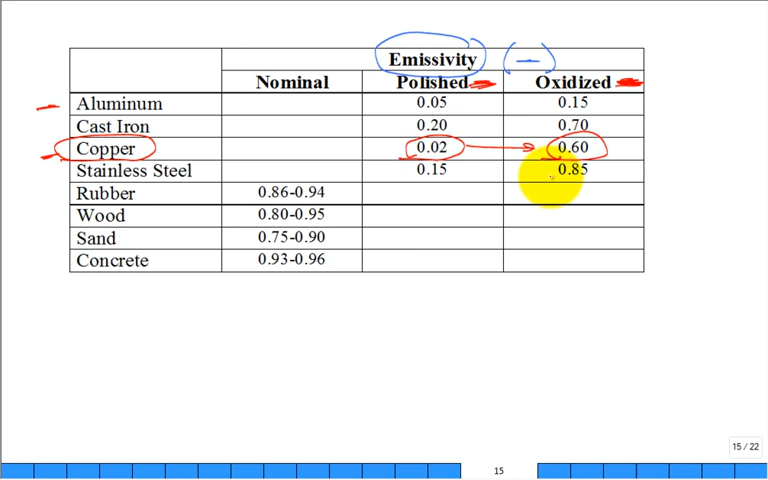 Emissivity (—)
Nominal Polished Oxidized
Aluminum 0.05 0.15
Cast Iron 0.20 0.70
Copper 0.02 0.60
Stainless Steel 0.15 0.85
Rubber 0.86-0.94
Wood 0.80-0.95
Sand 0.75-0.90
Concrete 0.93-0.96
15 / 22
15